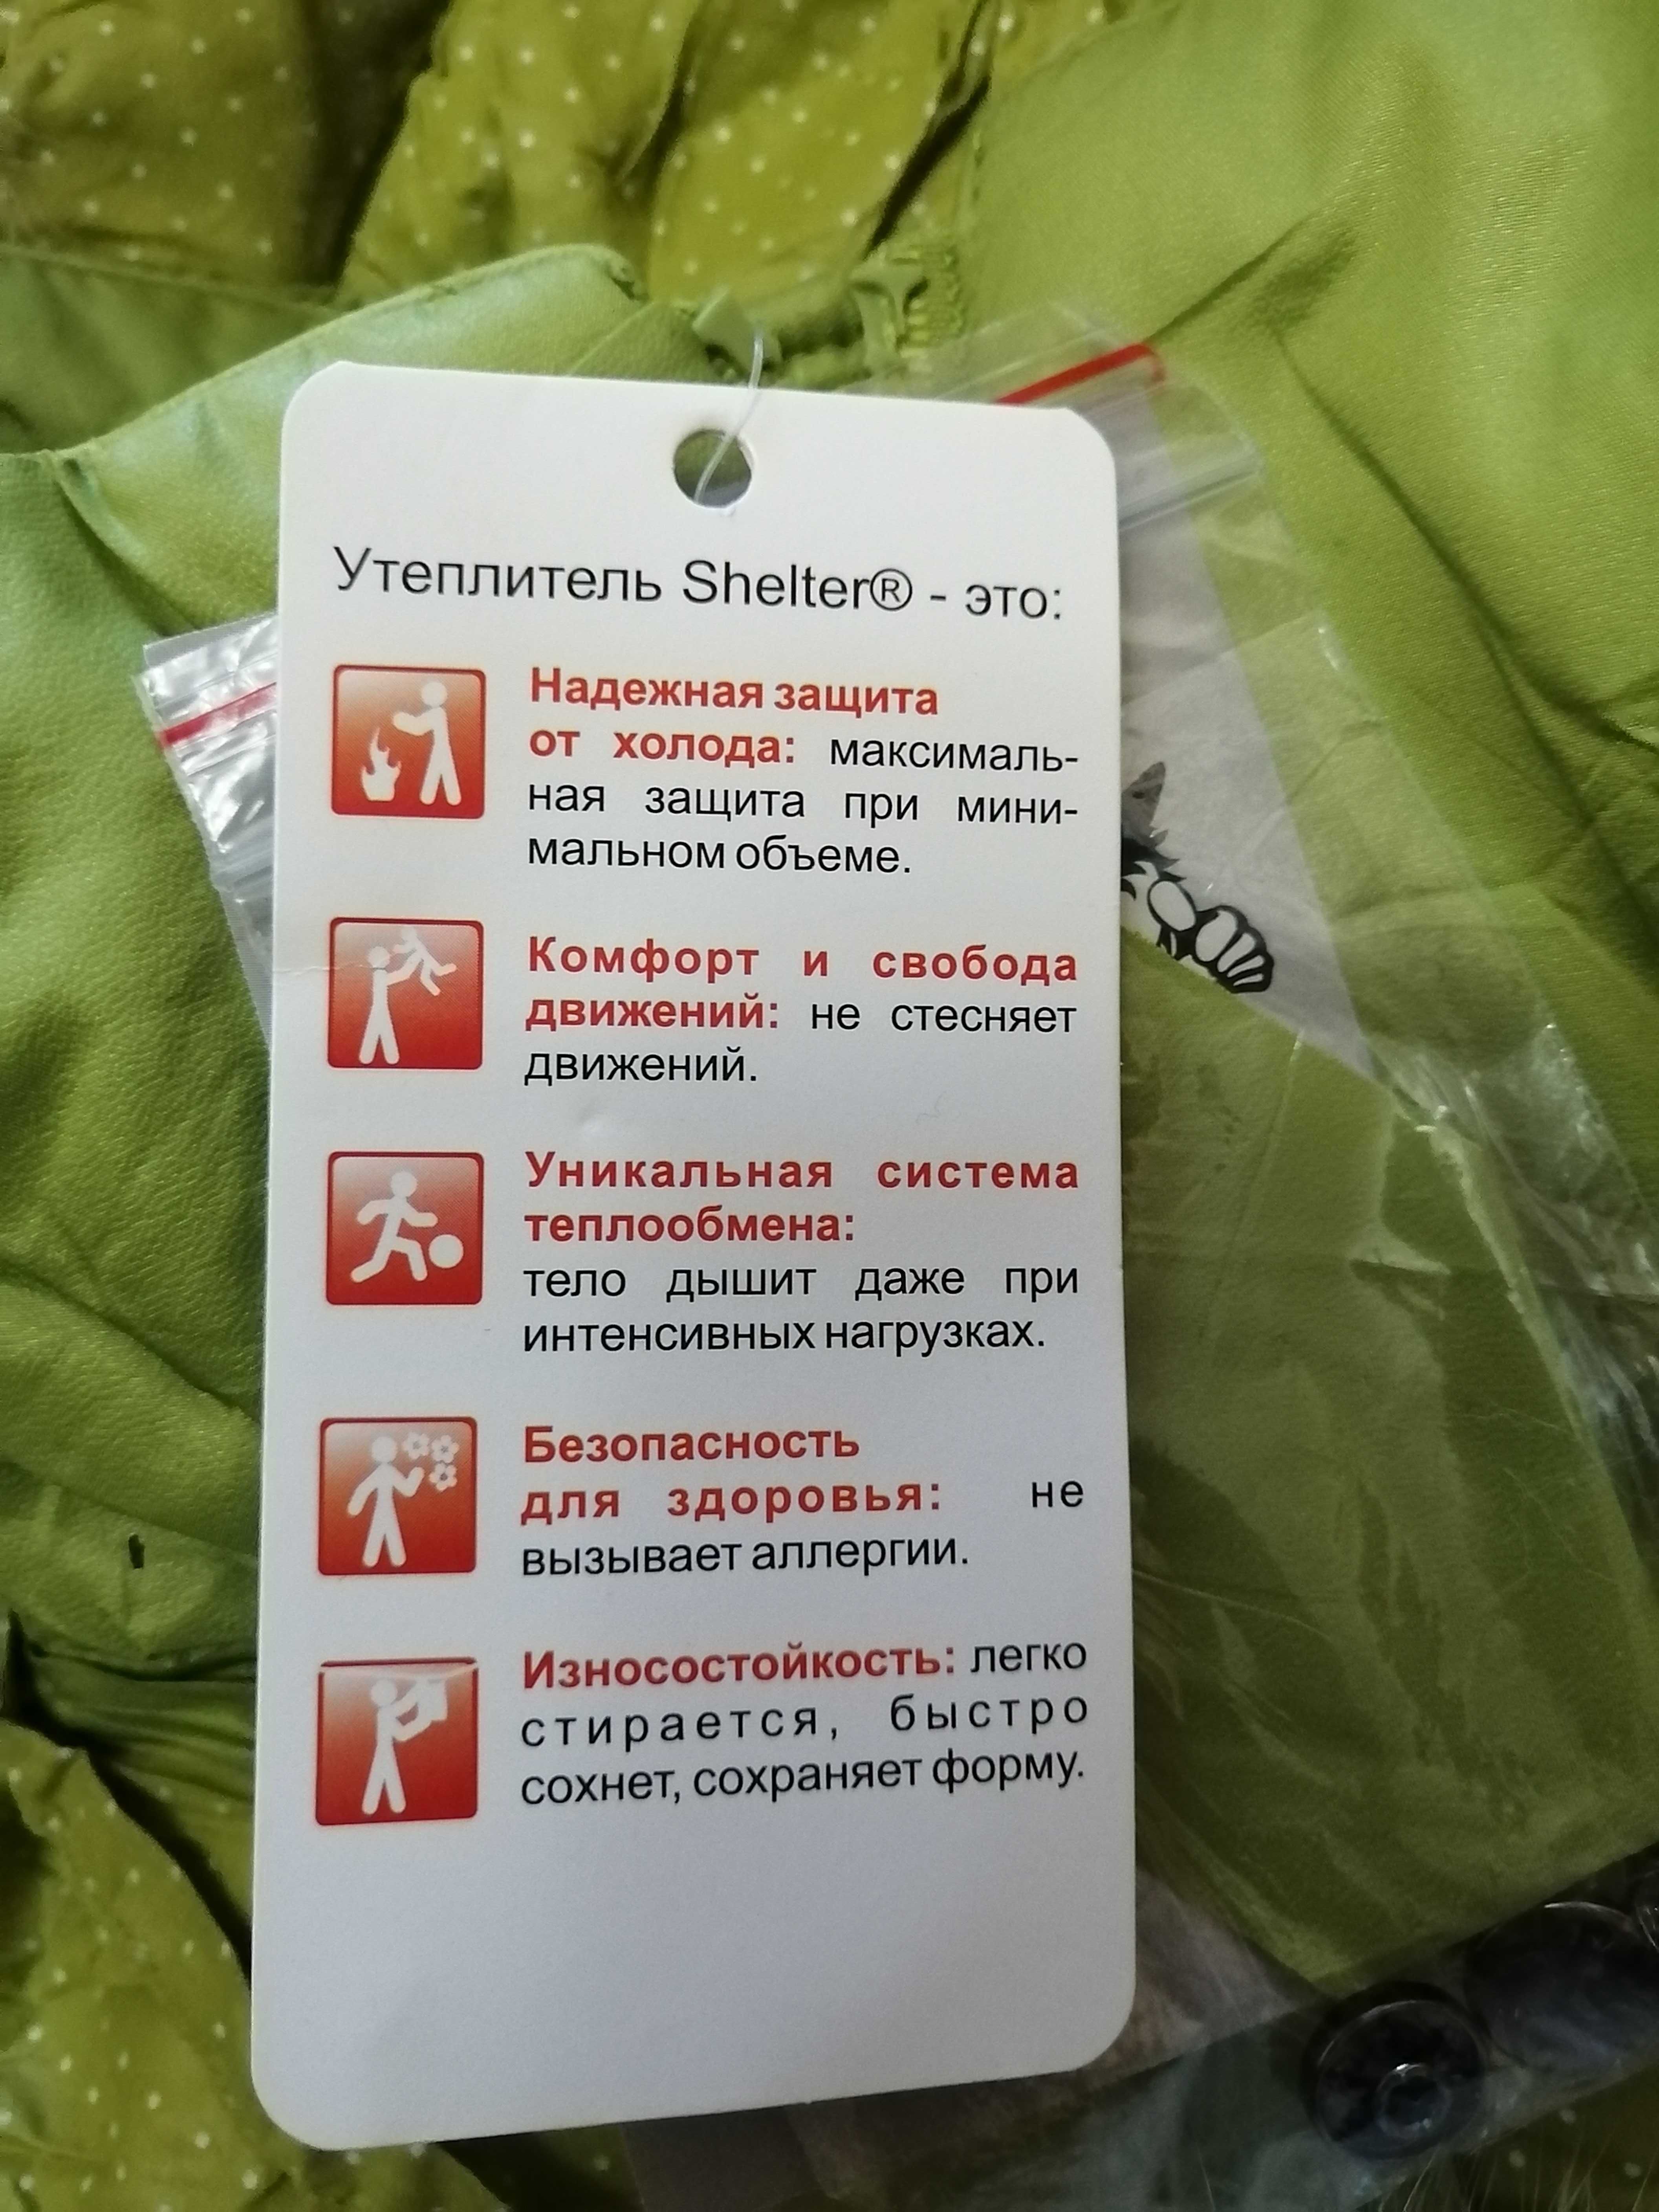 Утеплитель Shelter® - это:
Надежная защита
от холода: максималь-
ная защита при мини-
мальном объеме.
Комфорт и свобода
движений: не стесняет
движений.
Уникальная система
теплообмена:
тело дышит даже при
интенсивных нагрузках.
Безопасность
для здоровья: не
вызывает аллергии.
Износостойкость: легко
стирается, быстро
сохнет, сохраняет форму.